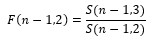 F(n − 1,2) = S(n − 1,3) / S(n − 1,2)